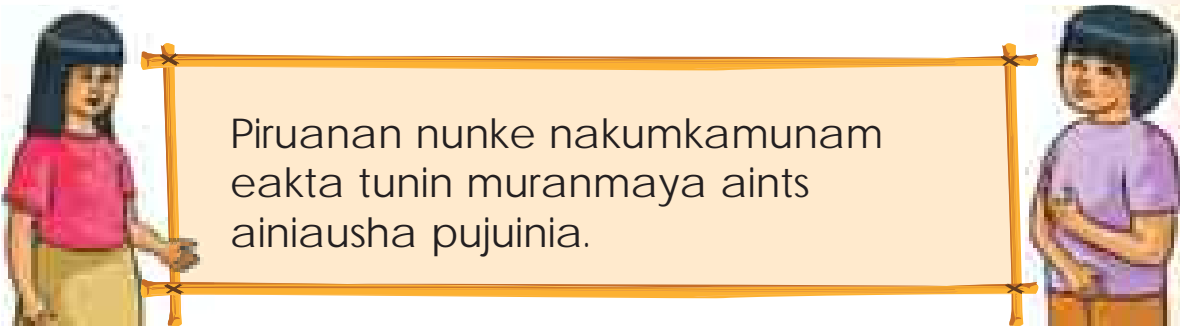 Piruanan nunke nakumkamunam
eakta tunin muranmaya aints
ainiausha pujuinia.